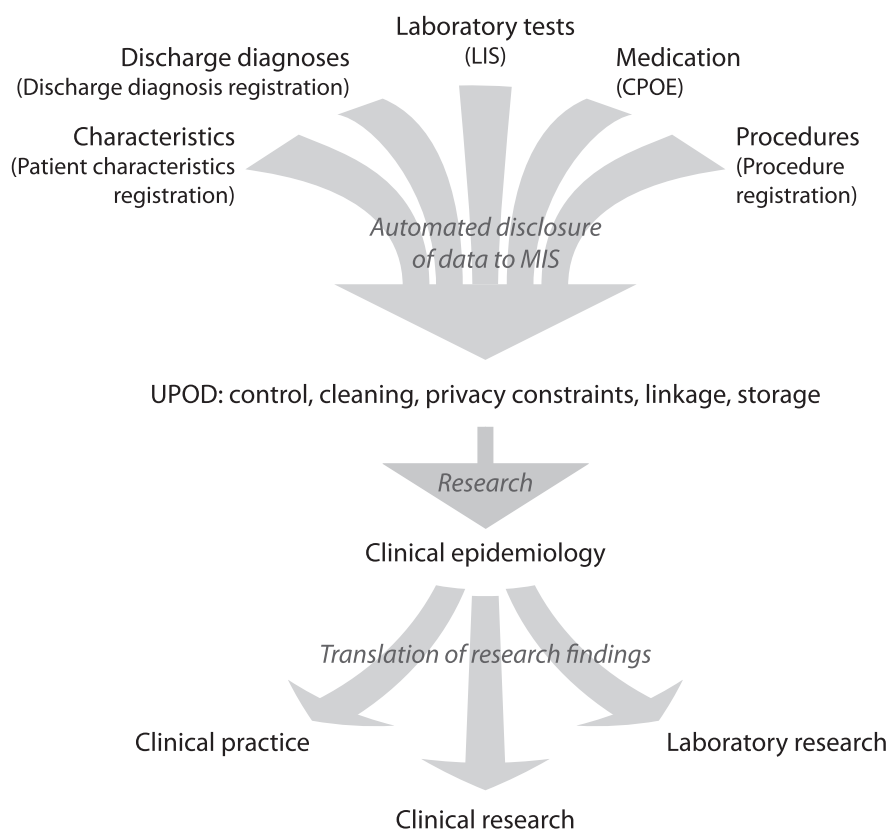 Laboratory tests
(LIS)
Discharge diagnoses
(Discharge diagnosis registration)
Medication
(CPOE)
Characteristics
(Patient characteristics
registration)
Procedures
(Procedure
registration)
Automated disclosure
of data to MIS
UPOD: control, cleaning, privacy constraints, linkage, storage
Research
Clinical epidemiology
Translation of research findings
Clinical practice
Laboratory research
Clinical research